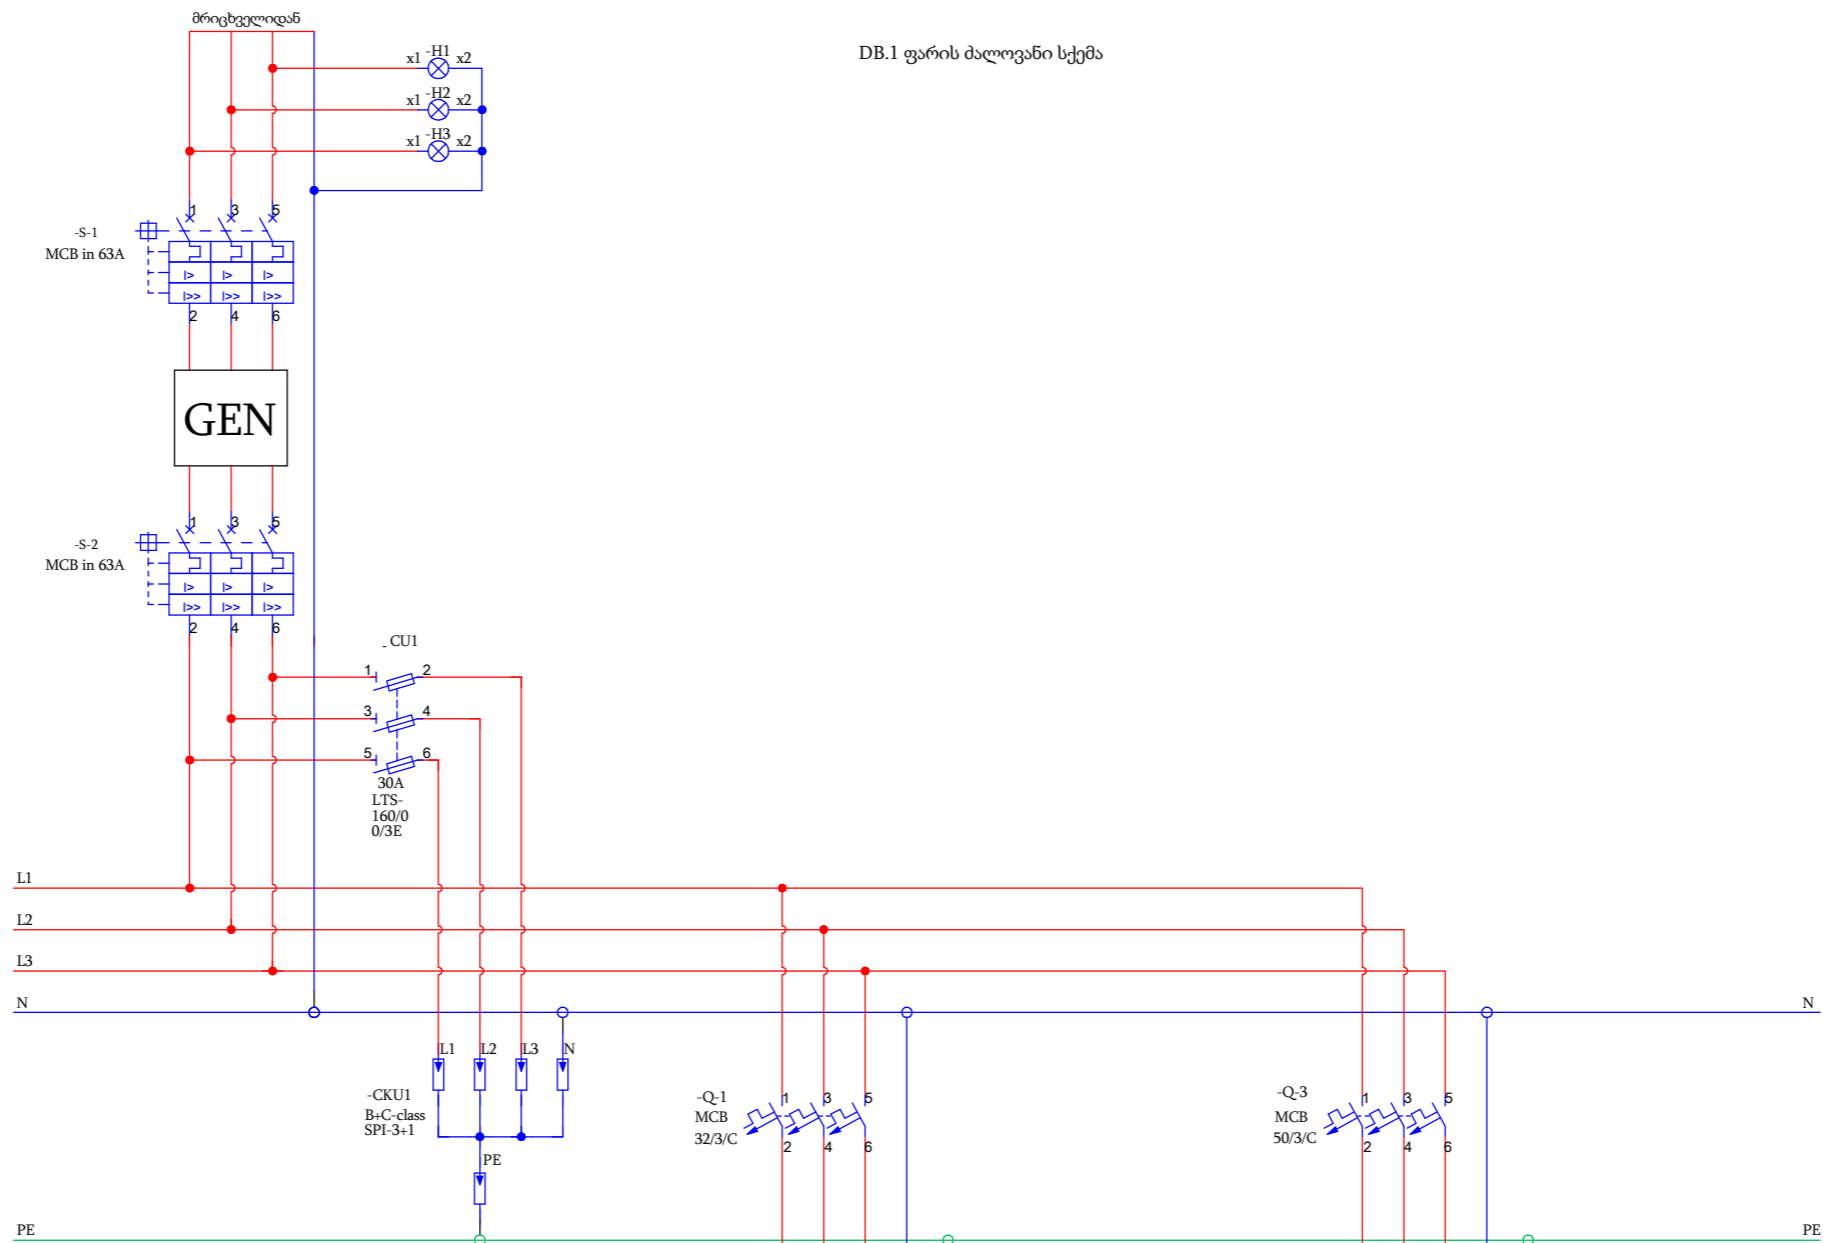 მრიცხველიდან
DB.1 ფარის ძალოვანი სქემა
x1 -H1 x2
x1 -H2 x2
x1 -H3 x2
1 3 5
-S-1
MCB in 63A
I> I> I>
I>> I>> I>>
2 4 6
GEN
1 3 5
-S-2
MCB in 63A
I> I> I>
I>> I>> I>>
2 4 6
- CU1
1 2
3 4
5 6
30A
LTS-
160/0
0/3E
L1
L2
L3
N N
L1 L2 L3 N
-CKU1
B+C-class
SPI-3+1
PE
-Q-1
MCB
32/3/C
1 3 5
2 4 6
-Q-3
MCB
50/3/C
1 3 5
2 4 6
PE PE